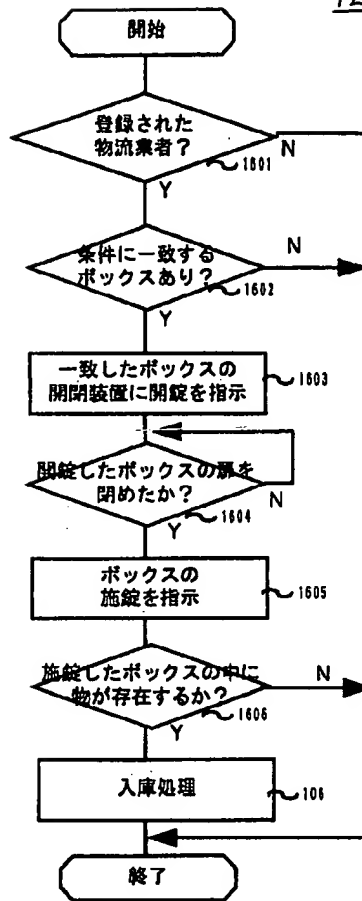 開始
登録された
物流業者？
N
1601
Y
条件に一致する
ボックスあり？
N
1602
Y
一致したボックスの
開閉装置に開錠を指示
1603
開錠したボックスの扉を
閉めたか？
N
1604
Y
ボックスの
施錠を指示
1605
施錠したボックスの中に
物が存在するか？
N
1606
Y
入庫処理
106
終了